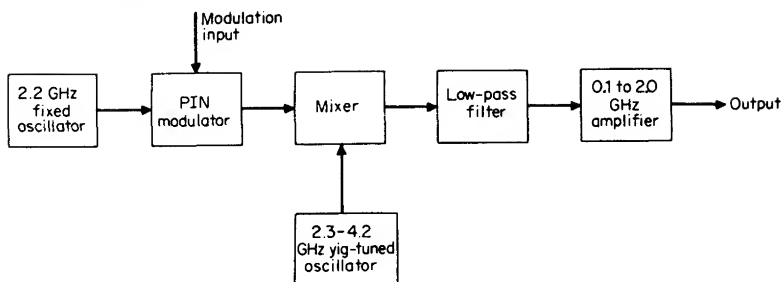 Modulation
input
2.2 GHz
fixed
oscillator
PIN
modulator
Mixer
Low-pass
filter
0.1 to 2.0
GHz
amplifier
Output
2.3-4.2
GHz yig-tuned
oscillator